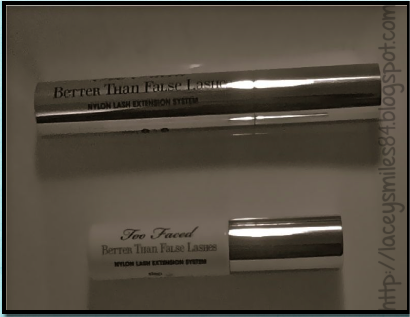 Better Than False Lashes
NYLON LASH EXTENSION SYSTEM
Too Faced
Better Than False Lashes
NYLON LASH EXTENSION SYSTEM
http://laceysmiles84.blogspot.com